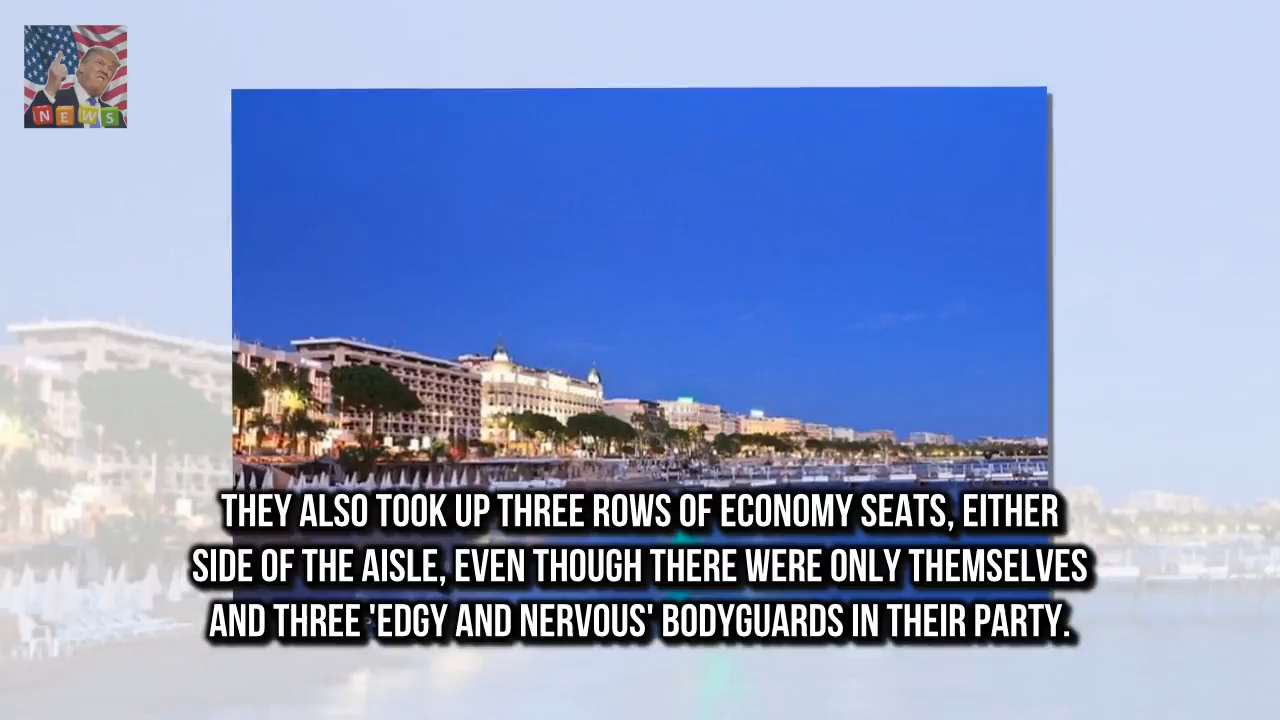 NEWS
THEY ALSO TOOK UP THREE ROWS OF ECONOMY SEATS, EITHER
SIDE OF THE AISLE, EVEN THOUGH THERE WERE ONLY THEMSELVES
AND THREE 'EDGY AND NERVOUS' BODYGUARDS IN THEIR PARTY.